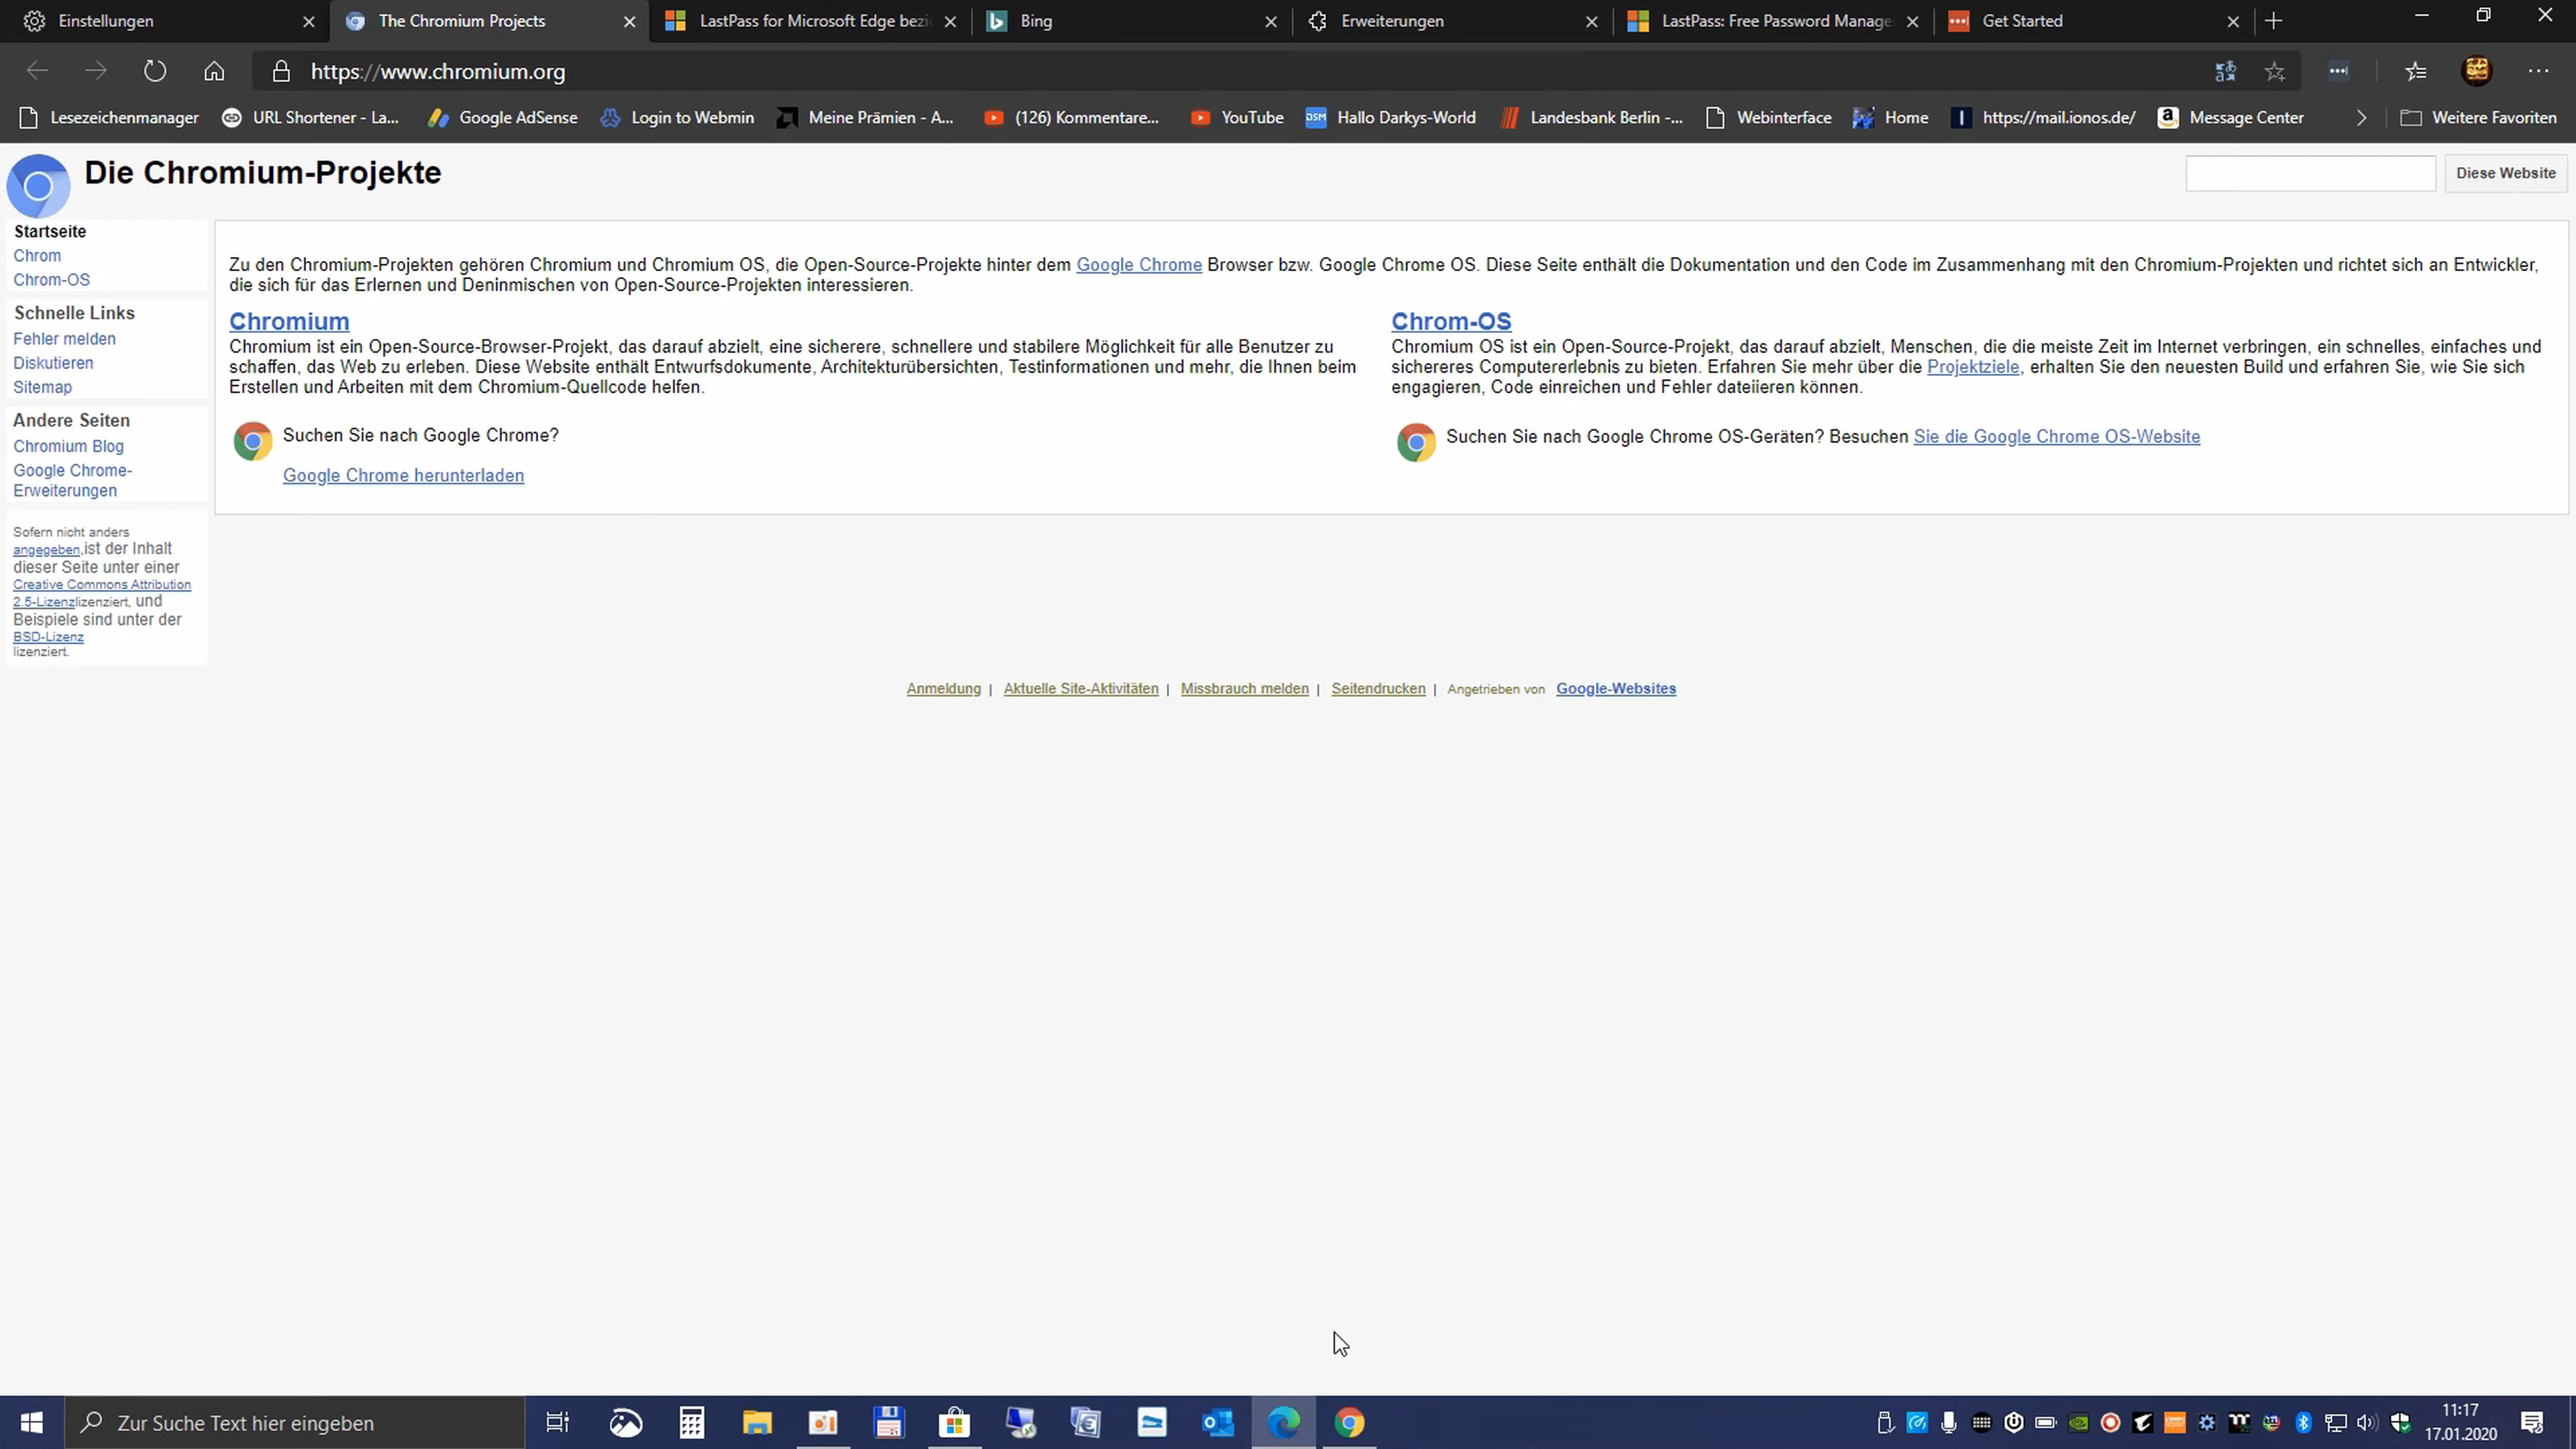 Einstellungen
The Chromium Projects
LastPass for Microsoft Edge bezi
Bing
Erweiterungen
LastPass: Free Password Manage
Get Started
https://www.chromium.org
Lesezeichenmanager
URL Shortener - La...
Google AdSense
Login to Webmin
Meine Prämien - A...
(126) Kommentare...
YouTube
DSM
Hallo Darkys-World
Landesbank Berlin -...
Webinterface
Home
https://mail.ionos.de/
Message Center
Weitere Favoriten
Die Chromium-Projekte
Diese Website
Startseite
Chrom
Chrom-OS
Schnelle Links
Fehler melden
Diskutieren
Sitemap
Andere Seiten
Chromium Blog
Google Chrome-
Erweiterungen
Sofern nicht anders
angegeben,ist der Inhalt
dieser Seite unter einer
Creative Commons Attribution
2.5-Lizenzlizenziert, und
Beispiele sind unter der
BSD-Lizenz
lizenziert.
Zu den Chromium-Projekten gehören Chromium und Chromium OS, die Open-Source-Projekte hinter dem Google Chrome Browser bzw. Google Chrome OS. Diese Seite enthält die Dokumentation und den Code im Zusammenhang mit den Chromium-Projekten und richtet sich an Entwickler,
die sich für das Erlernen und Deninmischen von Open-Source-Projekten interessieren.
Chromium
Chromium ist ein Open-Source-Browser-Projekt, das darauf abzielt, eine sicherere, schnellere und stabilere Möglichkeit für alle Benutzer zu
schaffen, das Web zu erleben. Diese Website enthält Entwurfsdokumente, Architekturübersichten, Testinformationen und mehr, die Ihnen beim
Erstellen und Arbeiten mit dem Chromium-Quellcode helfen.
Suchen Sie nach Google Chrome?
Google Chrome herunterladen
Chrom-OS
Chromium OS ist ein Open-Source-Projekt, das darauf abzielt, Menschen, die die meiste Zeit im Internet verbringen, ein schnelles, einfaches und
sichereres Computererlebnis zu bieten. Erfahren Sie mehr über die Projektziele, erhalten Sie den neuesten Build und erfahren Sie, wie Sie sich
engagieren, Code einreichen und Fehler dateiieren können.
Suchen Sie nach Google Chrome OS-Geräten? Besuchen Sie die Google Chrome OS-Website
Anmeldung | Aktuelle Site-Aktivitäten | Missbrauch melden | Seitendrucken | Angetrieben von Google-Websites
Zur Suche Text hier eingeben
11:17
17.01.2020